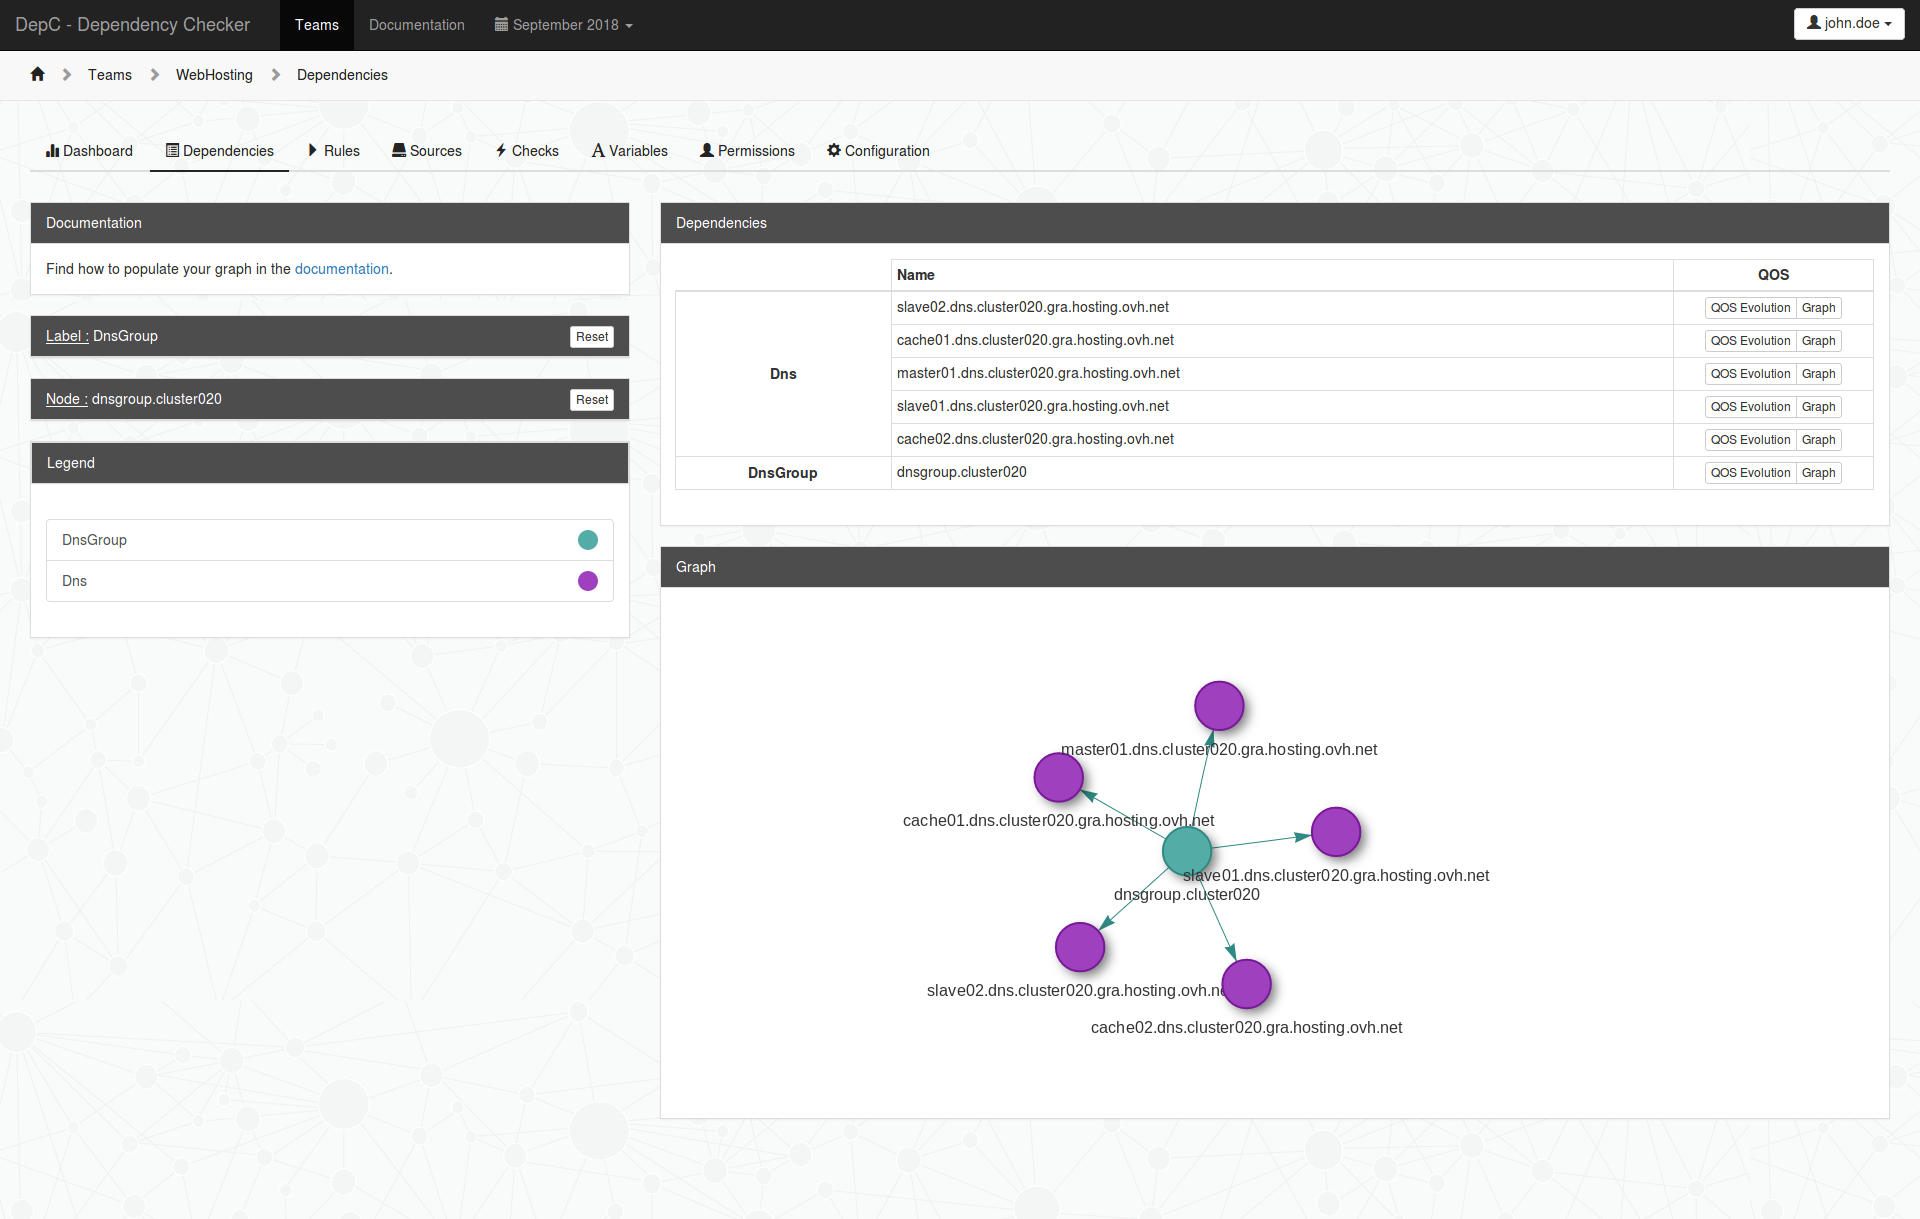 DepC - Dependency Checker Teams Documentation September 2018 john.doe
Teams WebHosting Dependencies
Dashboard Dependencies Rules Sources Checks Variables Permissions Configuration
Documentation
Find how to populate your graph in the documentation.
Label : DnsGroup Reset
Node : dnsgroup.cluster020 Reset
Legend
DnsGroup
Dns
Dependencies
Name QOS
Dns
slave02.dns.cluster020.gra.hosting.ovh.net QOS Evolution Graph
cache01.dns.cluster020.gra.hosting.ovh.net QOS Evolution Graph
master01.dns.cluster020.gra.hosting.ovh.net QOS Evolution Graph
slave01.dns.cluster020.gra.hosting.ovh.net QOS Evolution Graph
cache02.dns.cluster020.gra.hosting.ovh.net QOS Evolution Graph
DnsGroup dnsgroup.cluster020 QOS Evolution Graph
Graph
master01.dns.cluster020.gra.hosting.ovh.net
cache01.dns.cluster020.gra.hosting.ovh.net
slave01.dns.cluster020.gra.hosting.ovh.net
dnsgroup.cluster020
slave02.dns.cluster020.gra.hosting.ovh.ne
cache02.dns.cluster020.gra.hosting.ovh.net